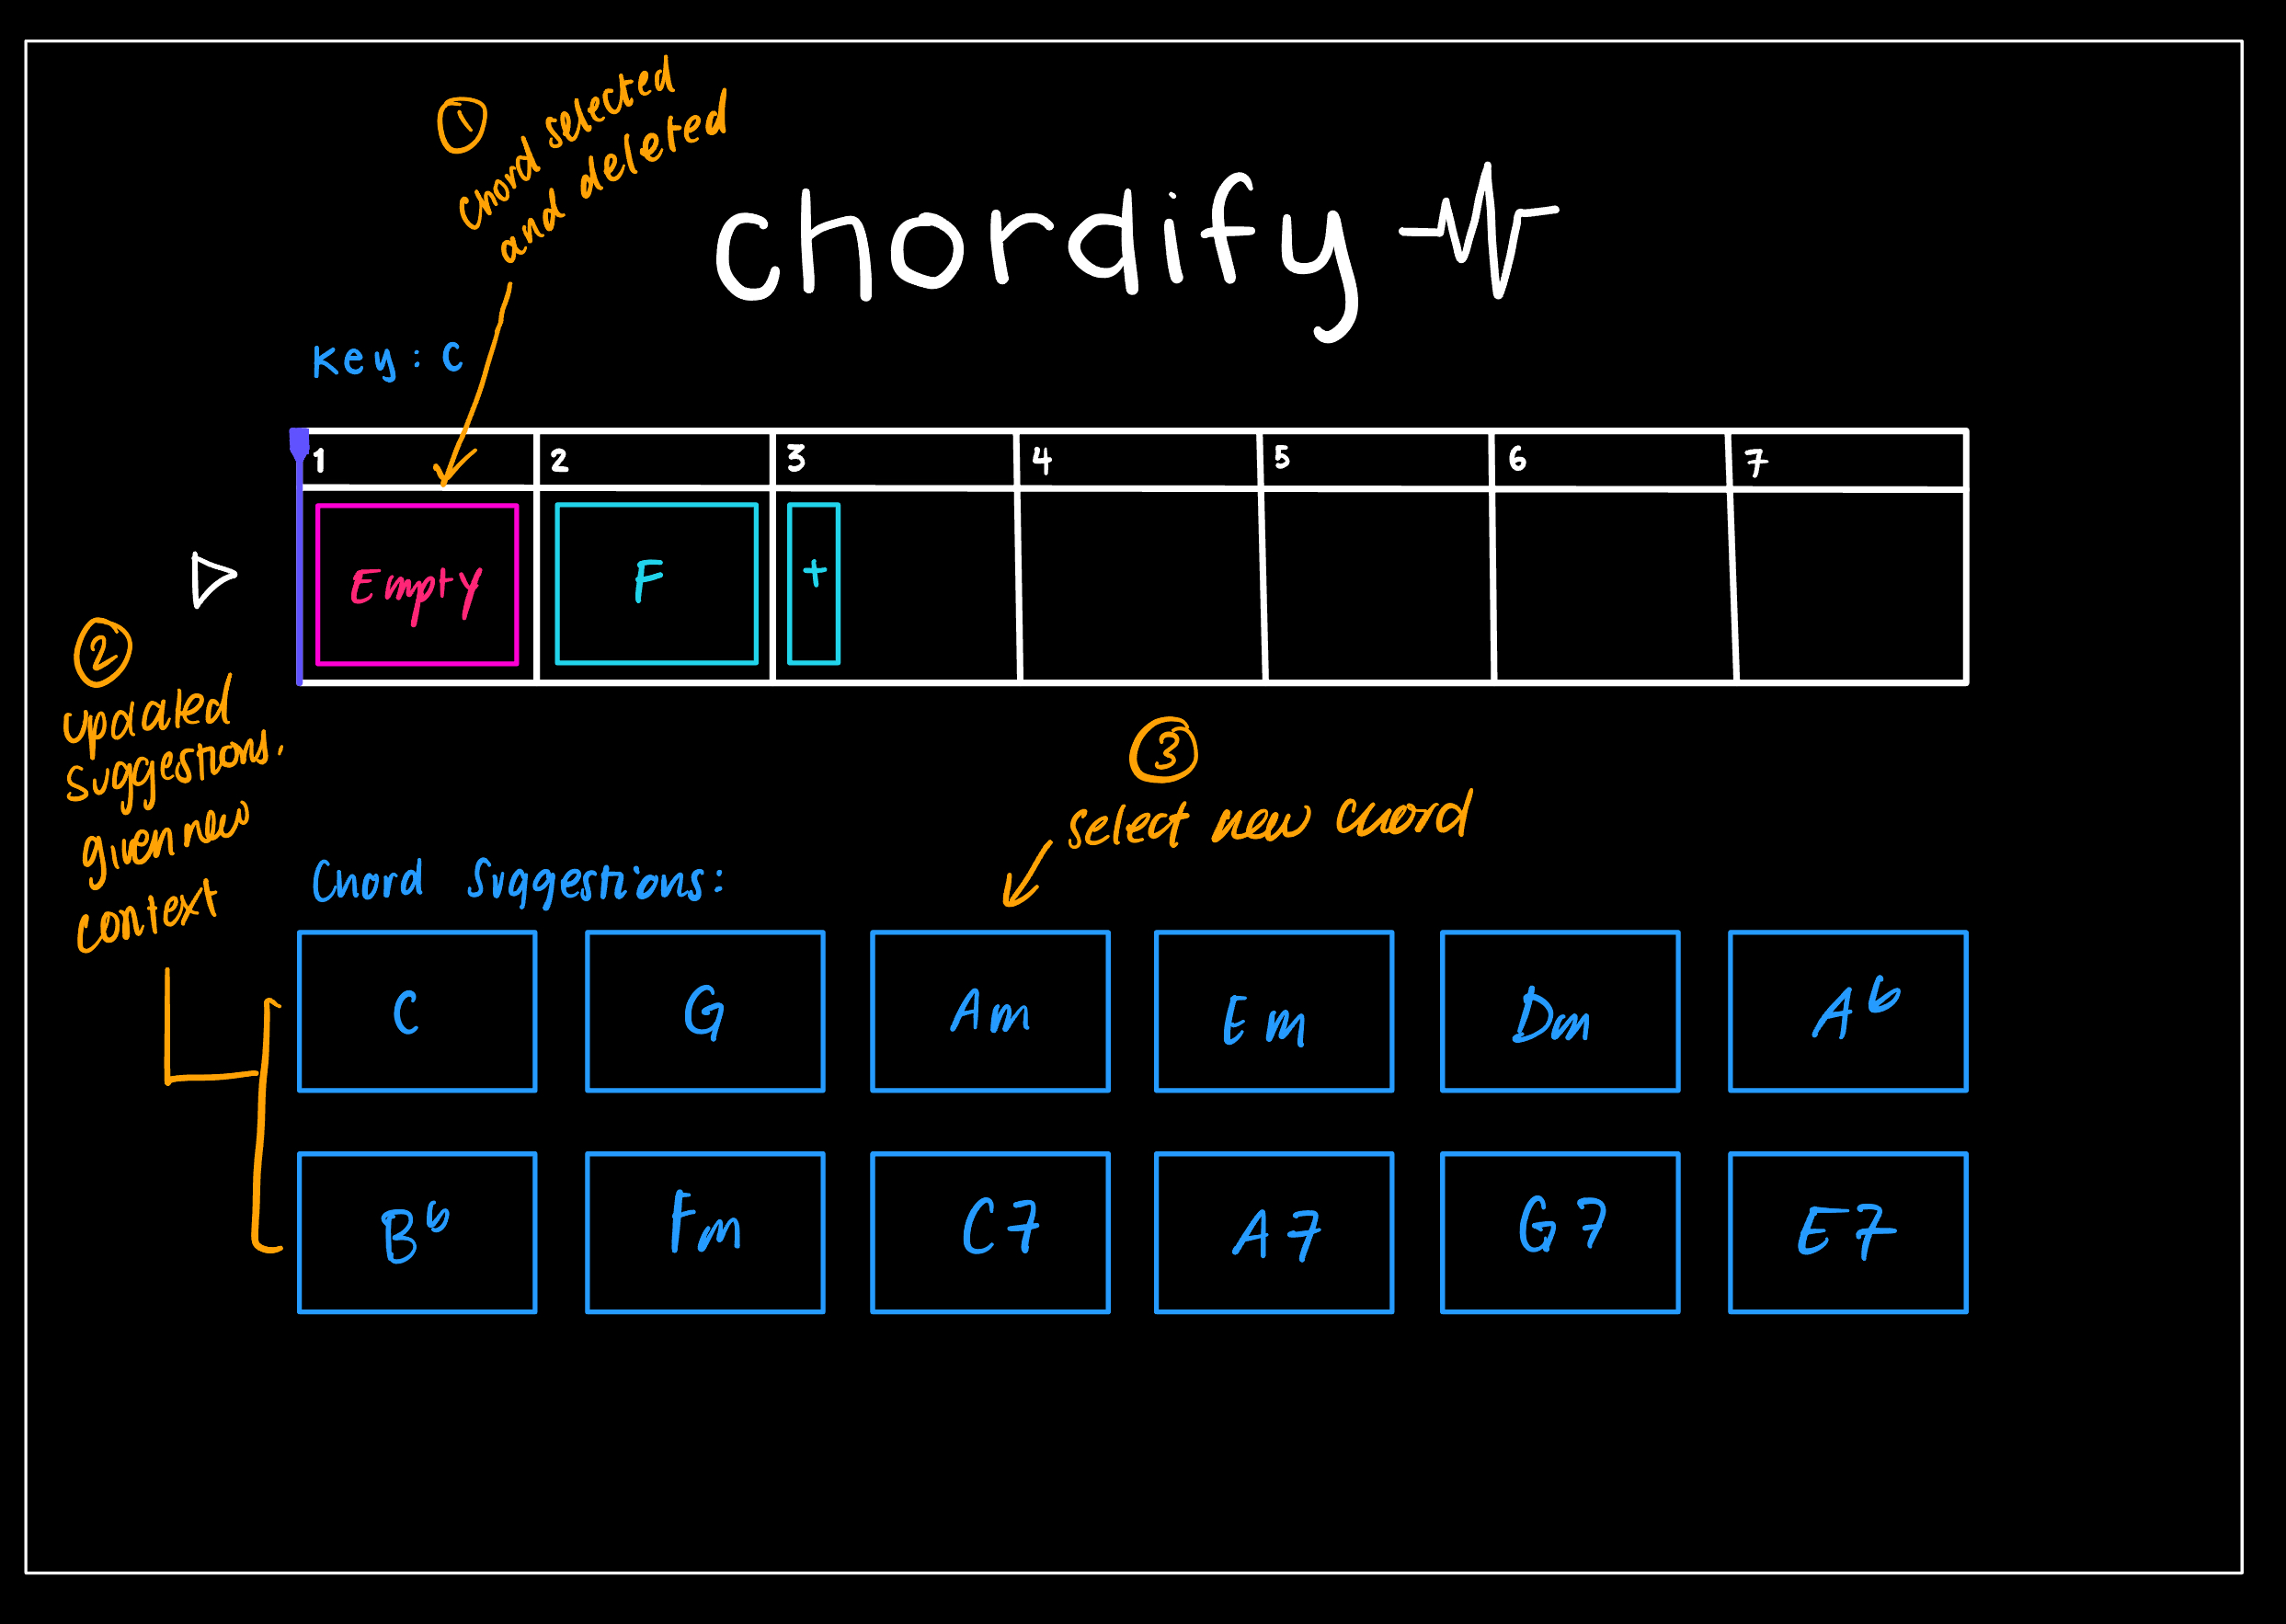 ①
chord selected
and deleted
chordify
Key: C
1 2 3 4 5 6 7
Empty F +
②
updated
suggestions.
given new
context
③
select new chord
Chord Suggestions:
C G Am Em Dm A♭
B♭ Fm C7 A7 G7 E7